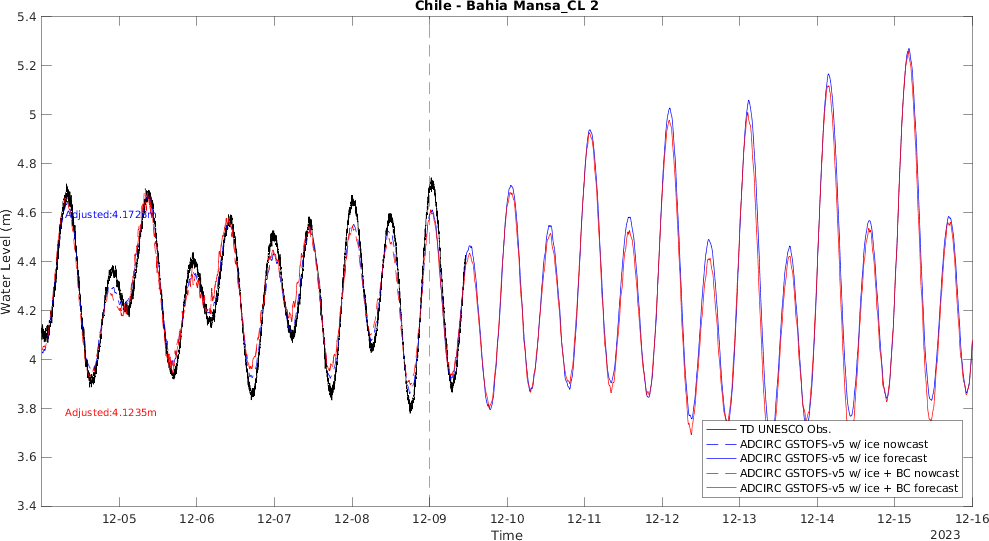 Chile - Bahia Mansa_CL 2
5.4
5.2
5
4.8
4.6
4.4
4.2
4
3.8
3.6
3.4
Water Level (m)
Adjusted:4.1728m
Adjusted:4.1235m
TD UNESCO Obs.
ADCIRC GSTOFS-v5 w/ ice nowcast
ADCIRC GSTOFS-v5 w/ ice forecast
ADCIRC GSTOFS-v5 w/ ice + BC nowcast
ADCIRC GSTOFS-v5 w/ ice + BC forecast
12-05 12-06 12-07 12-08 12-09 12-10 12-11 12-12 12-13 12-14 12-15 12-16
Time
2023